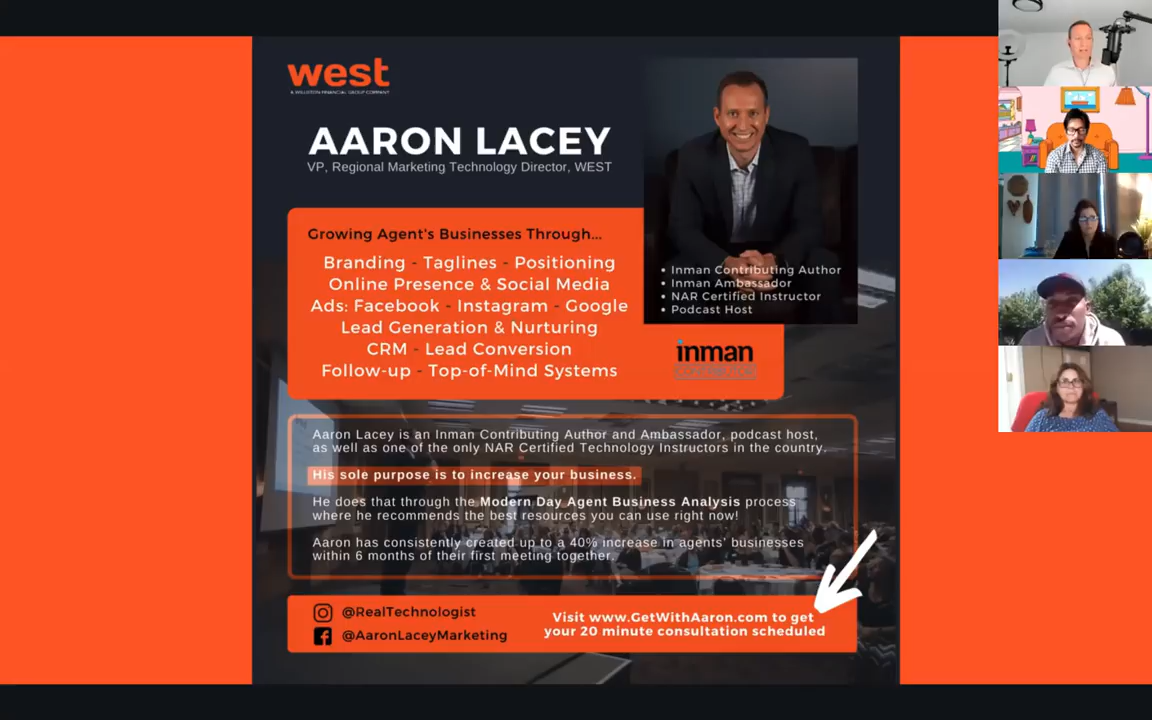 west
A WILLISTON FINANCIAL GROUP COMPANY
AARON LACEY
VP, Regional Marketing Technology Director, WEST
Growing Agent's Businesses Through...
Branding - Taglines - Positioning
Online Presence & Social Media
Ads: Facebook - Instagram - Google
Lead Generation & Nurturing
CRM - Lead Conversion
Follow-up - Top-of-Mind Systems
• Inman Contributing Author
• Inman Ambassador
• NAR Certified Instructor
• Podcast Host
inman
CONTRIBUTOR
Aaron Lacey is an Inman Contributing Author and Ambassador, podcast host,
as well as one of the only NAR Certified Technology Instructors in the country.
His sole purpose is to increase your business.
He does that through the Modern Day Agent Business Analysis process
where he recommends the best resources you can use right now!
Aaron has consistently created up to a 40% increase in agents' businesses
within 6 months of their first meeting together.
@RealTechnologist
@AaronLaceyMarketing
Visit www.GetWithAaron.com to get
your 20 minute consultation scheduled